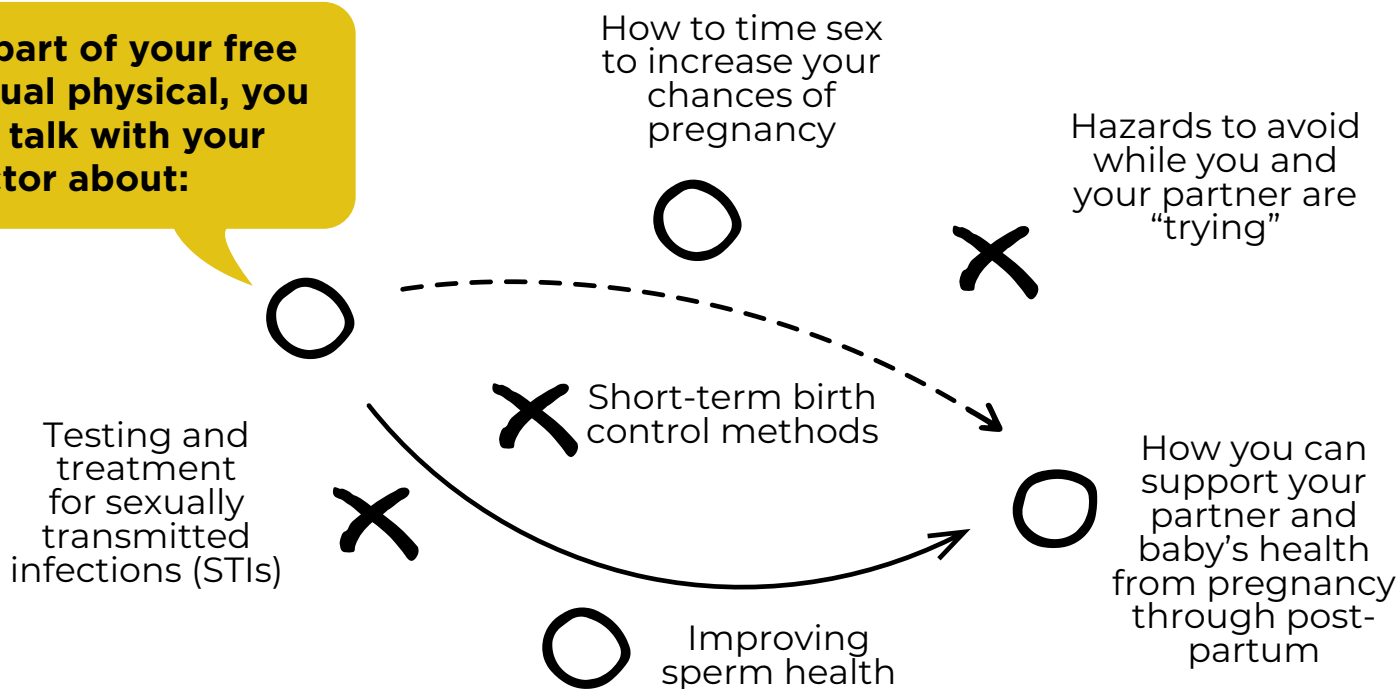 part of your free
ual physical, you
talk with your
ctor about:
How to time sex
to increase your
chances of
pregnancy
Hazards to avoid
while you and
your partner are
“trying”
Short-term birth
control methods
Testing and
treatment
for sexually
transmitted
infections (STIs)
How you can
support your
partner and
baby’s health
from pregnancy
through post-
partum
Improving
sperm health